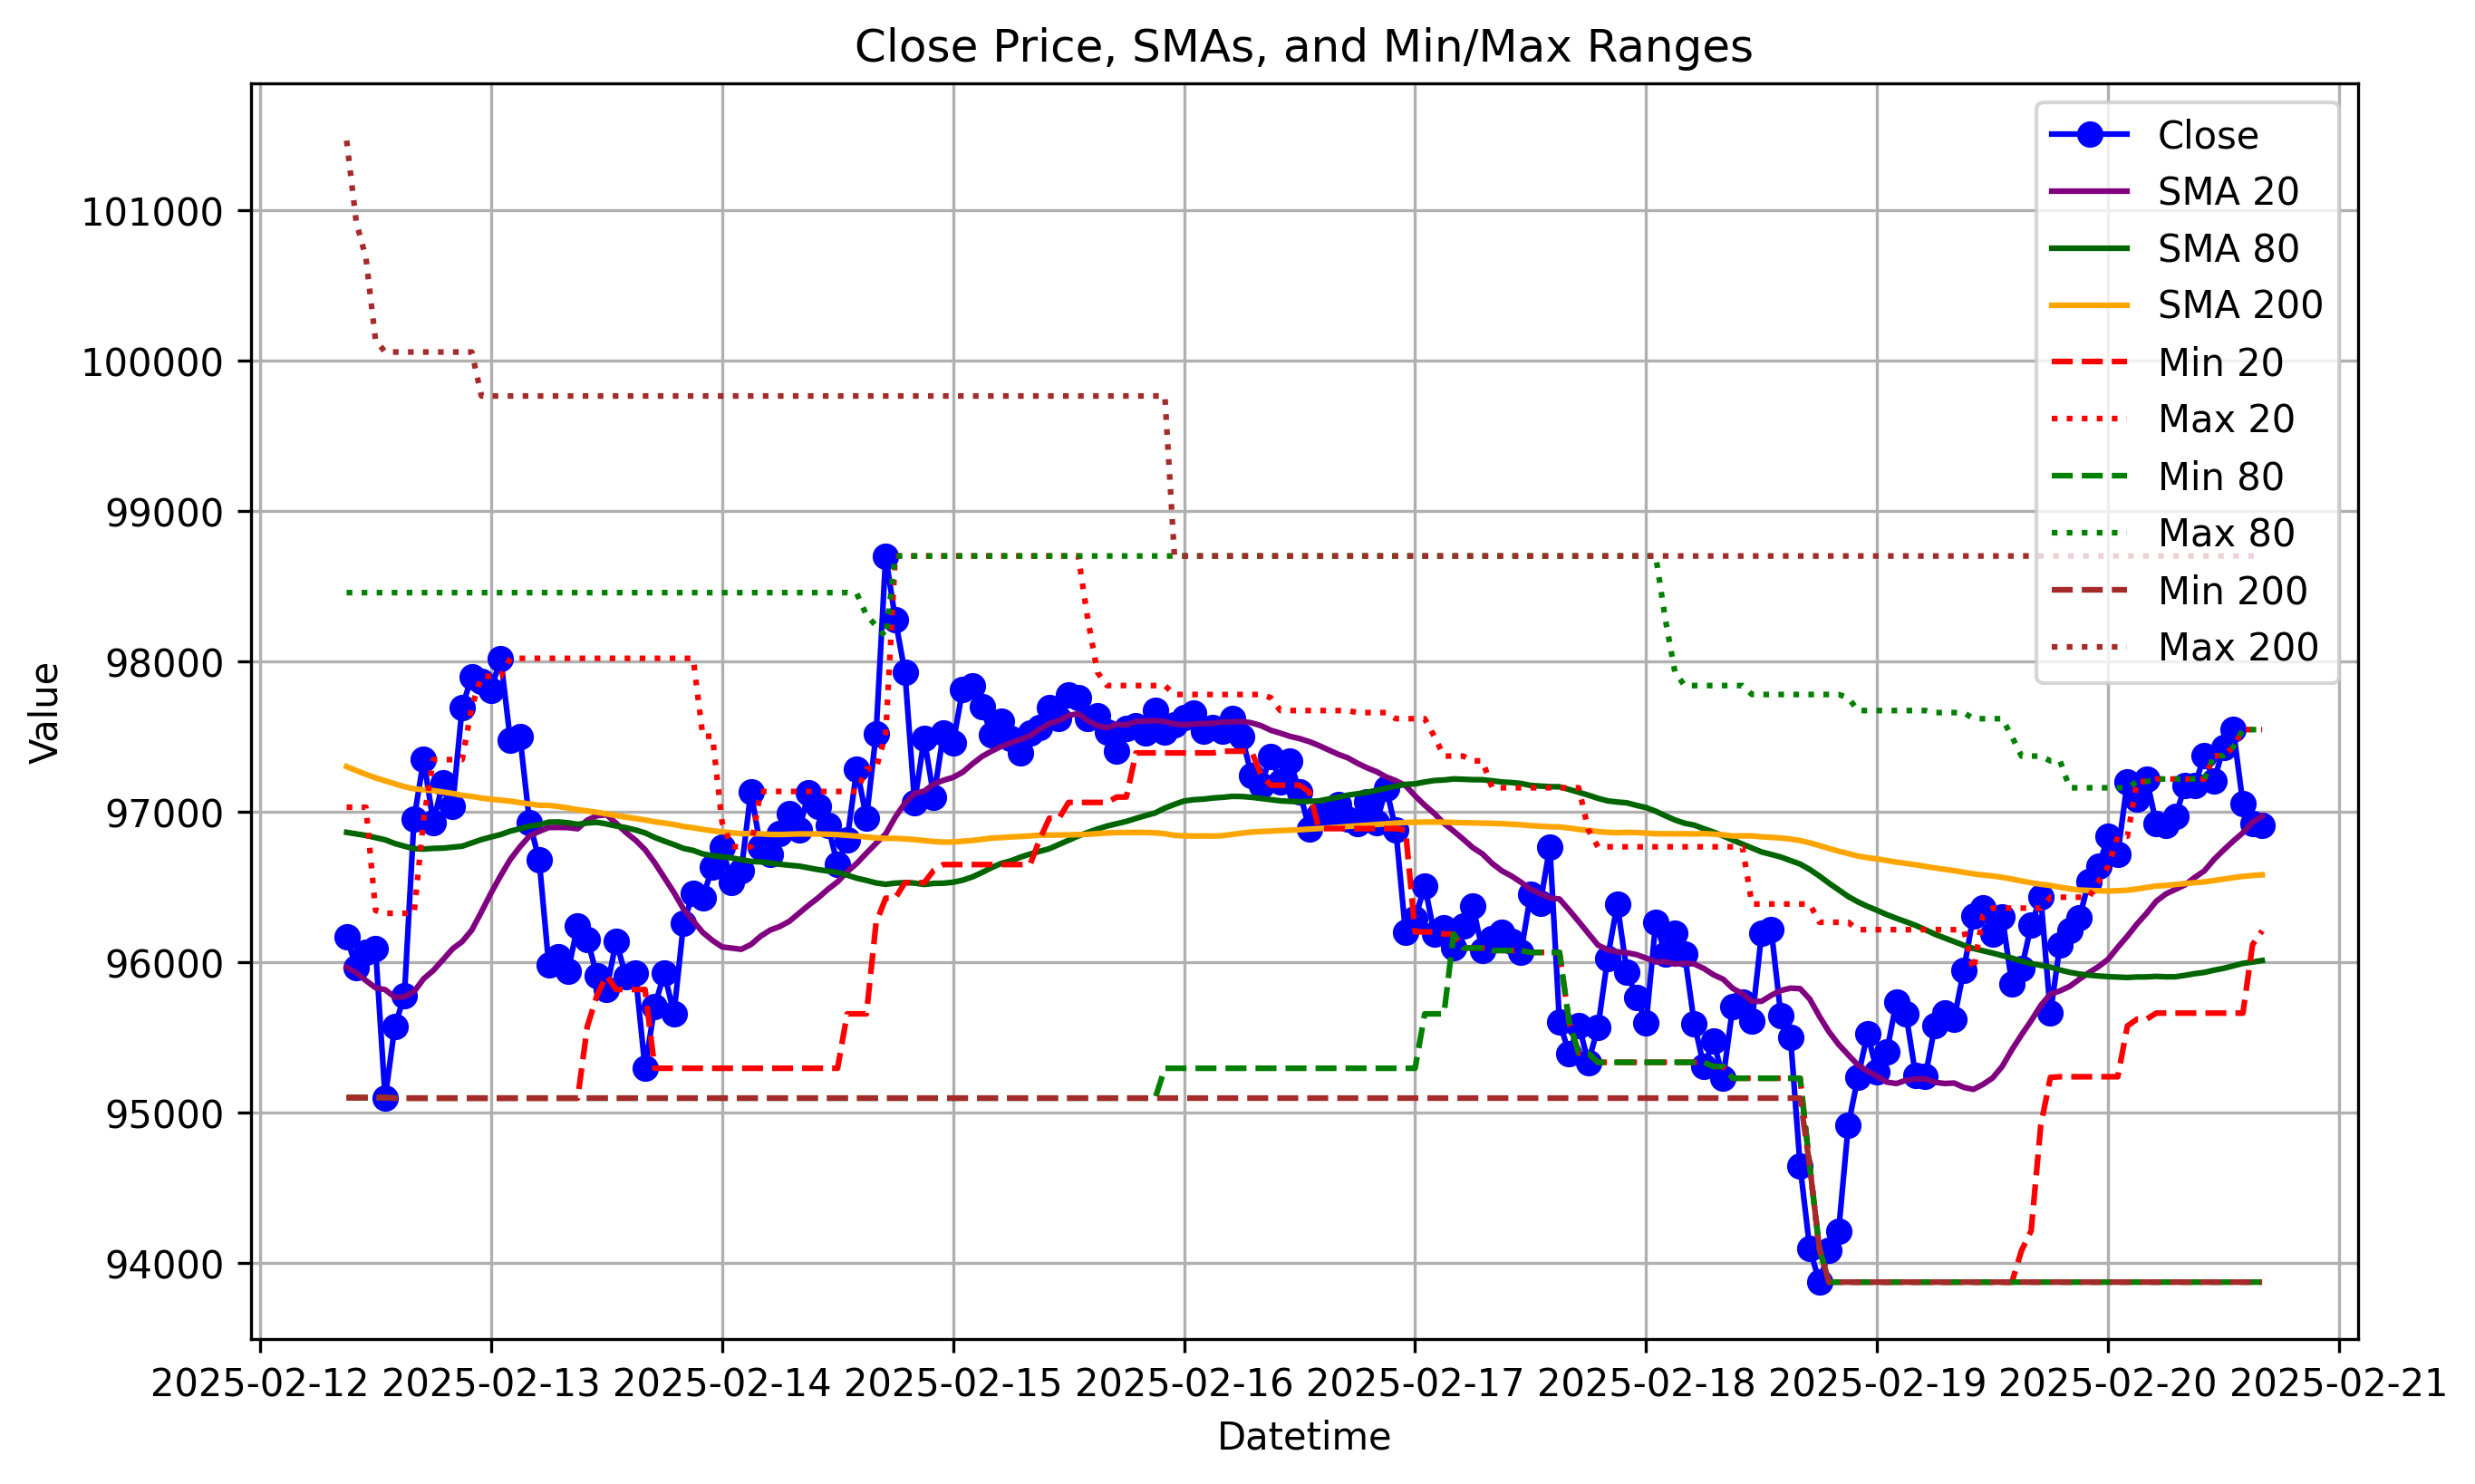 Close Price, SMAs, and Min/Max Ranges
Value
101000
100000
99000
98000
97000
96000
95000
94000
Close
SMA 20
SMA 80
SMA 200
Min 20
Max 20
Min 80
Max 80
Min 200
Max 200
2025-02-12 2025-02-13 2025-02-14 2025-02-15 2025-02-16 2025-02-17 2025-02-18 2025-02-19 2025-02-20 2025-02-21
Datetime